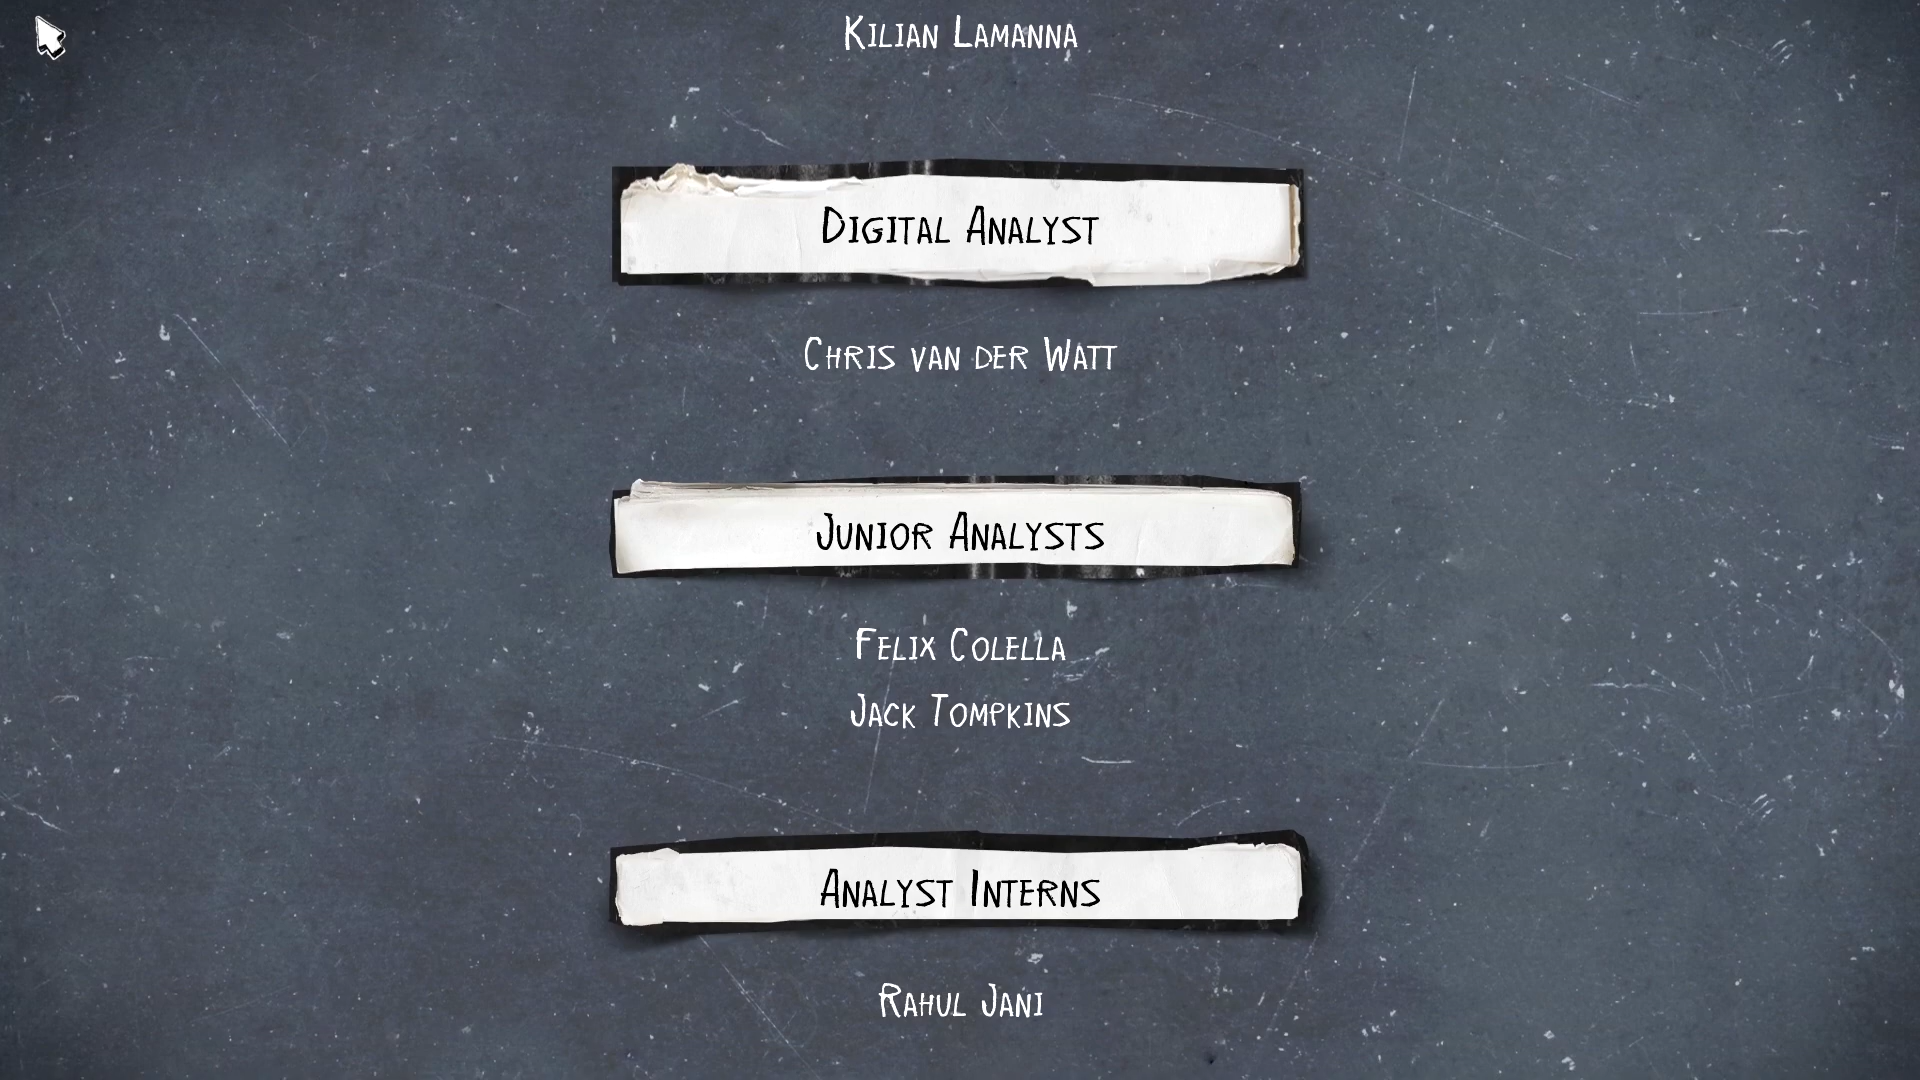 Kilian Lamanna
Digital Analyst
Chris van der Watt
Junior Analysts
Felix Colella
Jack Tompkins
Analyst Interns
Rahul Jani